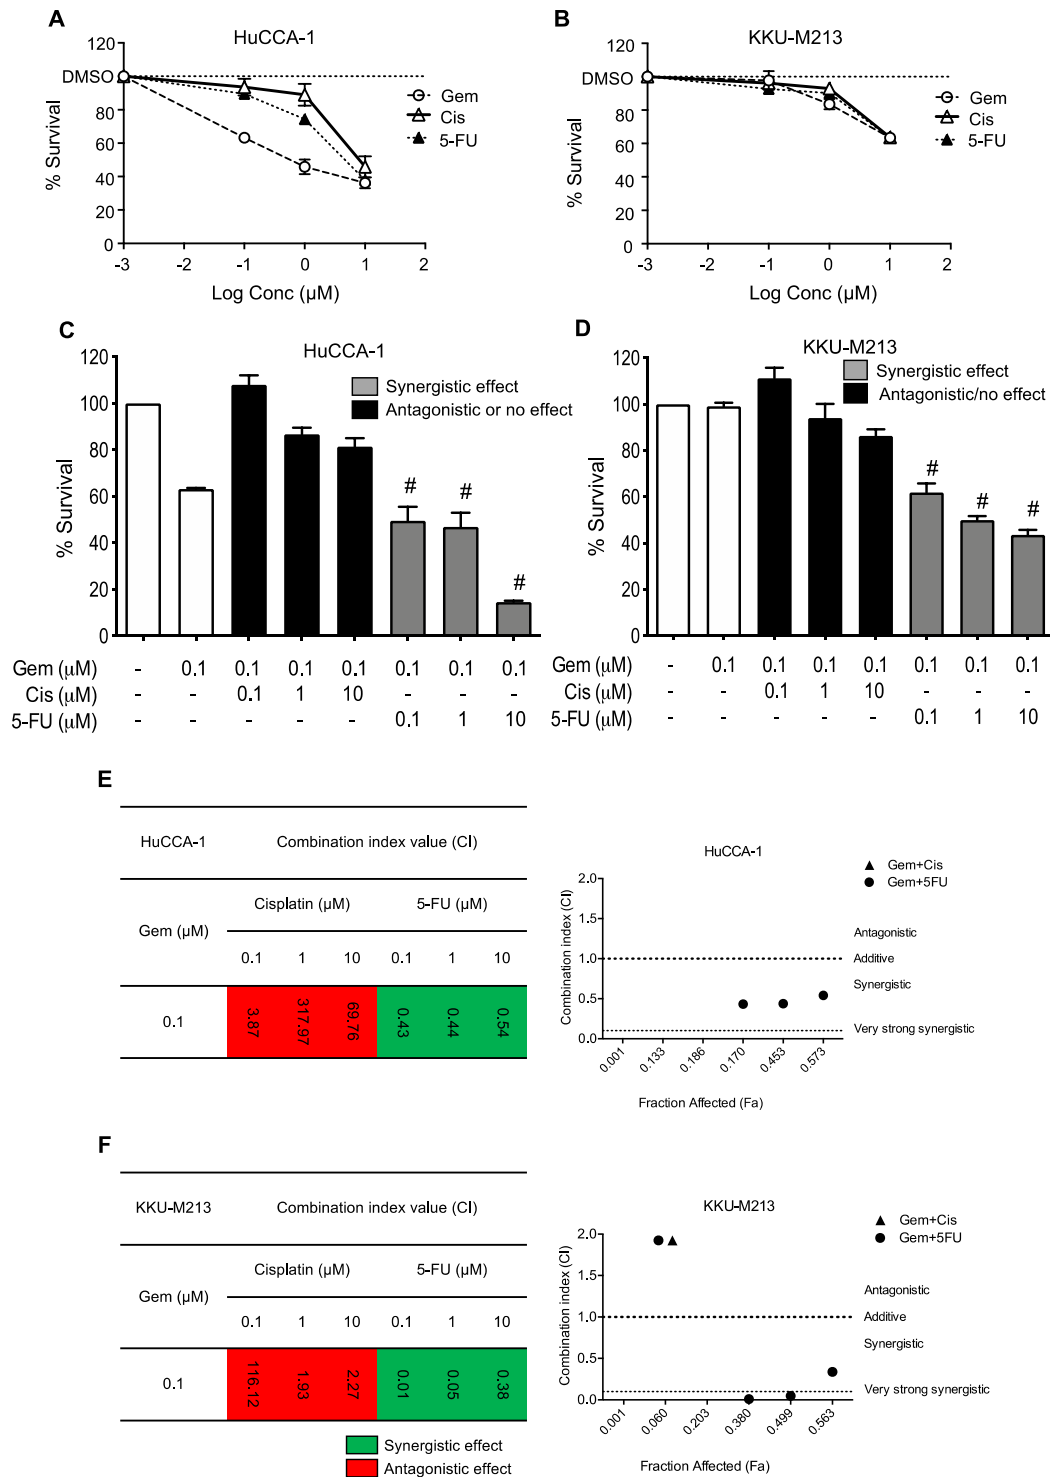 A
HuCCA-1
120
DMSO
80
60
40
20
0
% Survival
-3 -2 -1 0 1 2
Log Conc (µM)
Gem
Cis
5-FU
B
KKU-M213
120
DMSO
80
60
40
20
0
% Survival
-3 -2 -1 0 1 2
Log Conc (µM)
Gem
Cis
5-FU
C
HuCCA-1
120
100
80
60
40
20
0
% Survival
Synergistic effect
Antagonistic or no effect
# # #
Gem (µM) - 0.1 0.1 0.1 0.1 0.1 0.1 0.1
Cis (µM) - - 0.1 1 10 - - -
5-FU (µM) - - - - - 0.1 1 10
D
KKU-M213
120
100
80
60
40
20
0
% Survival
Synergistic effect
Antagonistic/no effect
# # #
- 0.1 0.1 0.1 0.1 0.1 0.1 0.1
- - 0.1 1 10 - - -
- - - - - 0.1 1 10
E
HuCCA-1 Combination index value (CI)
Gem (µM) Cisplatin (µM) 5-FU (µM)
0.1 1 10 0.1 1 10
0.1 3.87 317.97 69.76 0.43 0.44 0.54
HuCCA-1
Gem+Cis
Gem+5FU
2.0
1.5
1.0
0.5
0.0
Combination index (CI)
Antagonistic
Additive
Synergistic
Very strong synergistic
0.001 0.133 0.186 0.170 0.453 0.573
Fraction Affected (Fa)
F
KKU-M213 Combination index value (CI)
Gem (µM) Cisplatin (µM) 5-FU (µM)
0.1 1 10 0.1 1 10
0.1 116.12 1.93 2.27 0.01 0.05 0.38
Synergistic effect
Antagonistic effect
KKU-M213
Gem+Cis
Gem+5FU
2.0
1.5
1.0
0.5
0.0
Combination index (CI)
Antagonistic
Additive
Synergistic
Very strong synergistic
0.001 0.060 0.203 0.380 0.499 0.563
Fraction Affected (Fa)